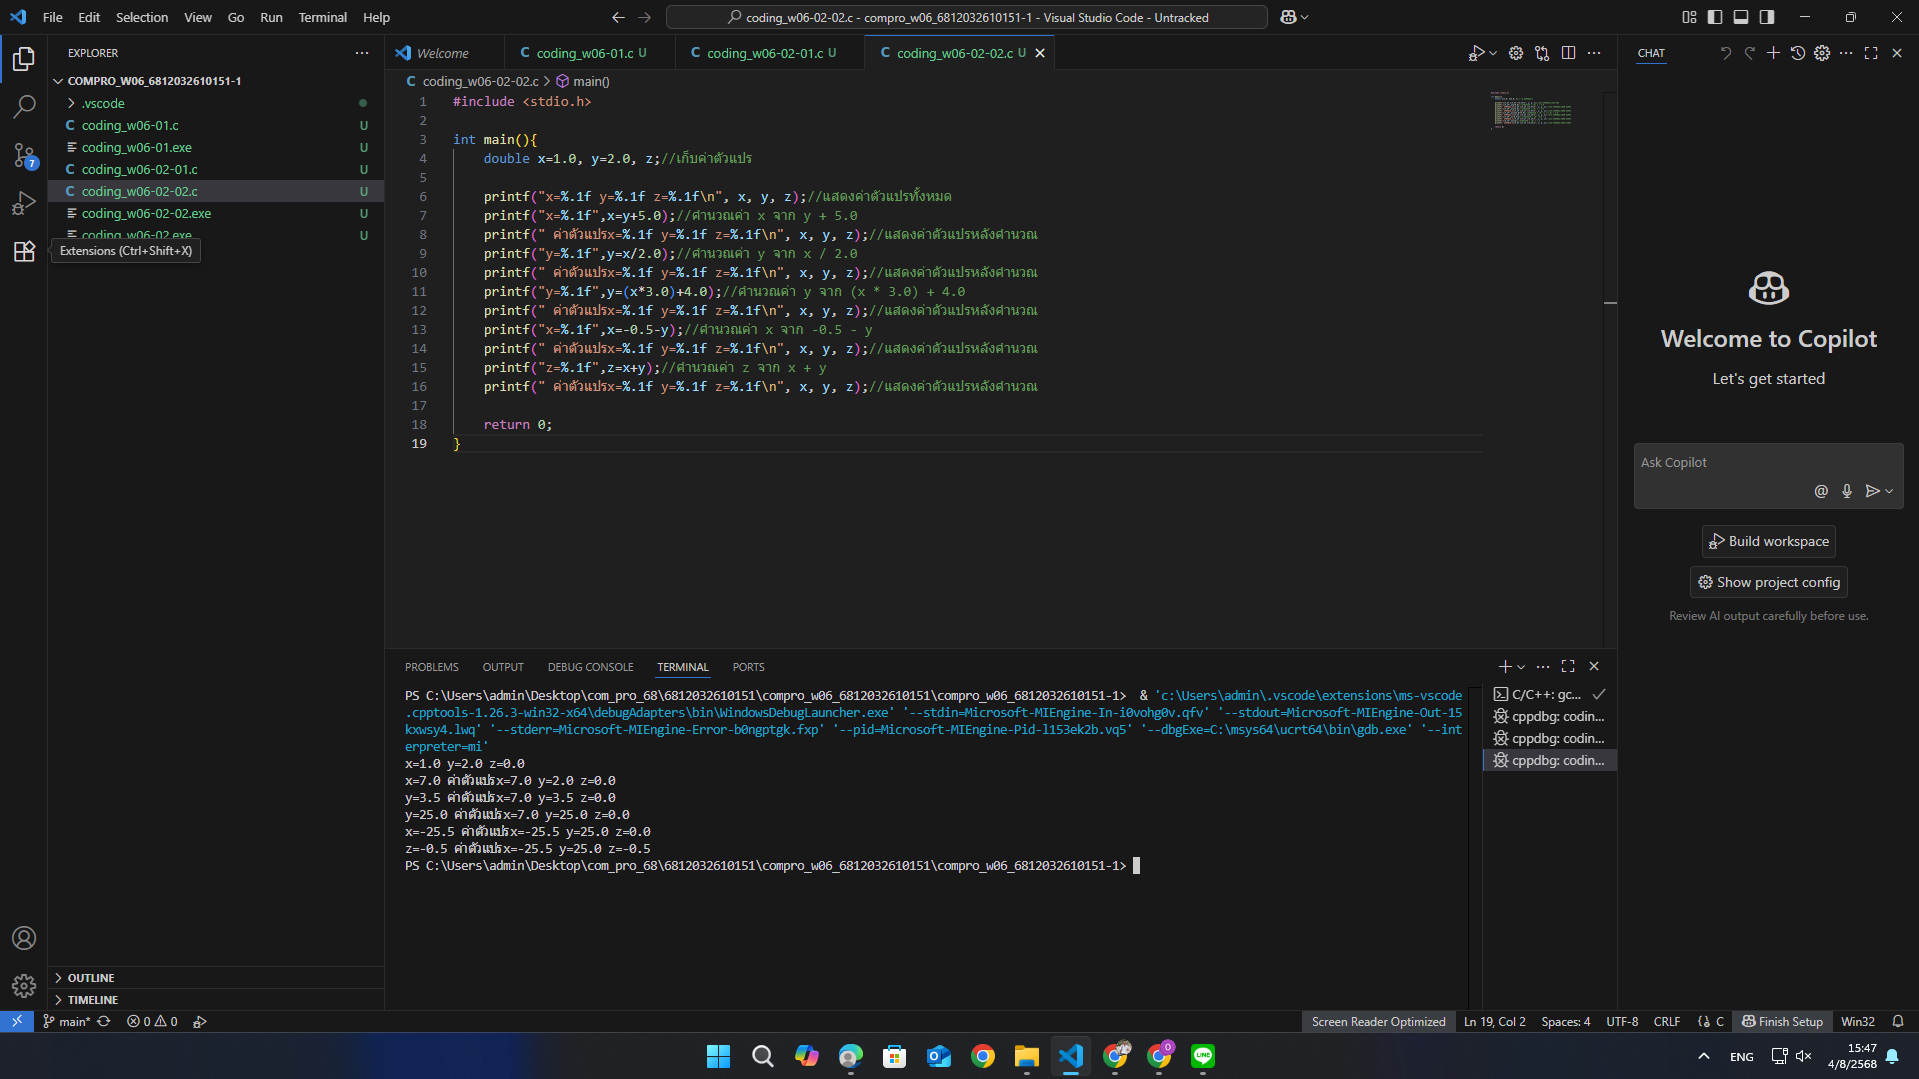 File Edit Selection View Go Run Terminal Help
coding_w06-02-02.c - compro_w06_6812032610151-1 - Visual Studio Code - Untracked
EXPLORER
COMPRO_W06_6812032610151-1
.vscode
C coding_w06-01.c U
coding_w06-01.exe U
C coding_w06-02-01.c U
C coding_w06-02-02.c U
coding_w06-02-02.exe U
coding_w06-02.exe U
Extensions (Ctrl+Shift+X)
7
OUTLINE
TIMELINE
Welcome C coding_w06-01.c U C coding_w06-02-01.c U C coding_w06-02-02.c U
C coding_w06-02-02.c > main()
1 #include <stdio.h>
2
3 int main(){
4 double x=1.0, y=2.0, z;//เก็บค่าตัวแปร
5
6 printf("x=%.1f y=%.1f z=%.1f\n", x, y, z);//แสดงค่าตัวแปรทั้งหมด
7 printf("x=%.1f",x=y+5.0);//คำนวณค่า x จาก y + 5.0
8 printf(" ค่าตัวแปรx=%.1f y=%.1f z=%.1f\n", x, y, z);//แสดงค่าตัวแปรหลังคำนวณ
9 printf("y=%.1f",y=x/2.0);//คำนวณค่า y จาก x / 2.0
10 printf(" ค่าตัวแปรx=%.1f y=%.1f z=%.1f\n", x, y, z);//แสดงค่าตัวแปรหลังคำนวณ
11 printf("y=%.1f",y=(x*3.0)+4.0);//คำนวณค่า y จาก (x * 3.0) + 4.0
12 printf(" ค่าตัวแปรx=%.1f y=%.1f z=%.1f\n", x, y, z);//แสดงค่าตัวแปรหลังคำนวณ
13 printf("x=%.1f",x=-0.5-y);//คำนวณค่า x จาก -0.5 - y
14 printf(" ค่าตัวแปรx=%.1f y=%.1f z=%.1f\n", x, y, z);//แสดงค่าตัวแปรหลังคำนวณ
15 printf("z=%.1f",z=x+y);//คำนวณค่า z จาก x + y
16 printf(" ค่าตัวแปรx=%.1f y=%.1f z=%.1f\n", x, y, z);//แสดงค่าตัวแปรหลังคำนวณ
17
18 return 0;
19 }
PROBLEMS OUTPUT DEBUG CONSOLE TERMINAL PORTS
PS C:\Users\admin\Desktop\com_pro_68\6812032610151\compro_w06_6812032610151\compro_w06_6812032610151-1> & 'c:\Users\admin\.vscode\extensions\ms-vscode
.cpptools-1.26.3-win32-x64\debugAdapters\bin\WindowsDebugLauncher.exe' '--stdin=Microsoft-MIEngine-In-i0vohg0v.qfv' '--stdout=Microsoft-MIEngine-Out-15
kxwsy4.lwq' '--stderr=Microsoft-MIEngine-Error-b0ngptgk.fxp' '--pid=Microsoft-MIEngine-Pid-l153ek2b.vq5' '--dbgExe=C:\msys64\ucrt64\bin\gdb.exe' '--int
erpreter=mi'
x=1.0 y=2.0 z=0.0
x=7.0 ค่าตัวแปรx=7.0 y=2.0 z=0.0
y=3.5 ค่าตัวแปรx=7.0 y=3.5 z=0.0
y=25.0 ค่าตัวแปรx=7.0 y=25.0 z=0.0
x=-25.5 ค่าตัวแปรx=-25.5 y=25.0 z=0.0
z=-0.5 ค่าตัวแปรx=-25.5 y=25.0 z=-0.5
PS C:\Users\admin\Desktop\com_pro_68\6812032610151\compro_w06_6812032610151\compro_w06_6812032610151-1>
C/C++: gc...
cppdbg: codin...
cppdbg: codin...
cppdbg: codin...
CHAT
Welcome to Copilot
Let's get started
Ask Copilot
@
Build workspace
Show project config
Review AI output carefully before use.
main* 0 0
Screen Reader Optimized Ln 19, Col 2 Spaces: 4 UTF-8 CRLF {} C Finish Setup Win32
LINE
ENG
15:47
4/8/2568